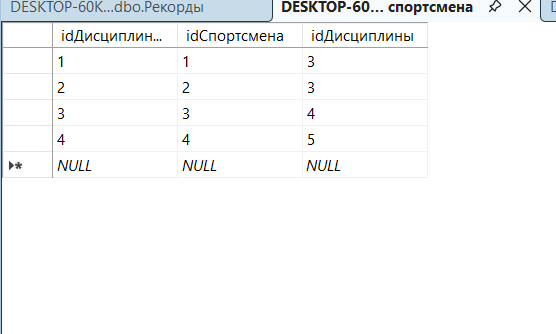 DESKTOP-60K...dbo.Рекорды DESKTOP-60... спортсмена
idДисциплин... idСпортсмена idДисциплины
1 1 3
2 2 3
3 3 4
4 4 5
NULL NULL NULL